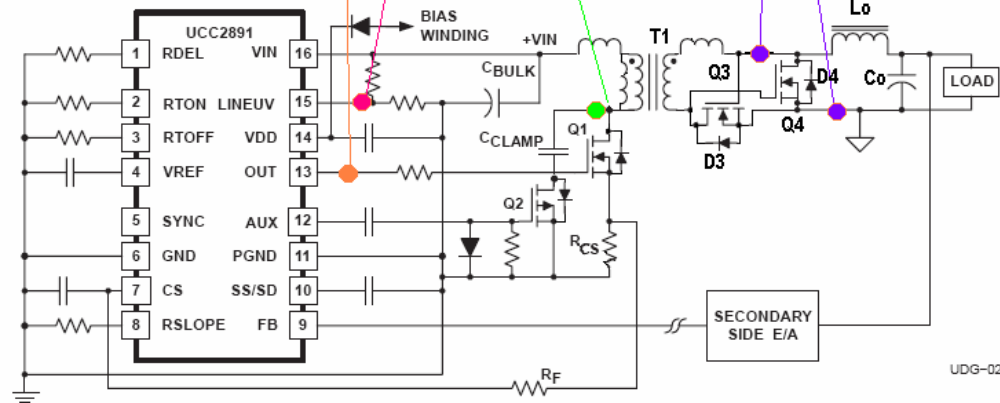 Lo
BIAS
WINDING
UCC2891
+VIN
T1
1 RDEL VIN 16
CBULK
Q3
D4
Co
LOAD
2 RTON LINEUV 15
3 RTOFF VDD 14
CCLAMP
Q1
Q4
D3
4 VREF OUT 13
Q2
5 SYNC AUX 12
6 GND PGND 11
RCS
7 CS SS/SD 10
8 RSLOPE FB 9
SECONDARY
SIDE E/A
RF
UDG-02